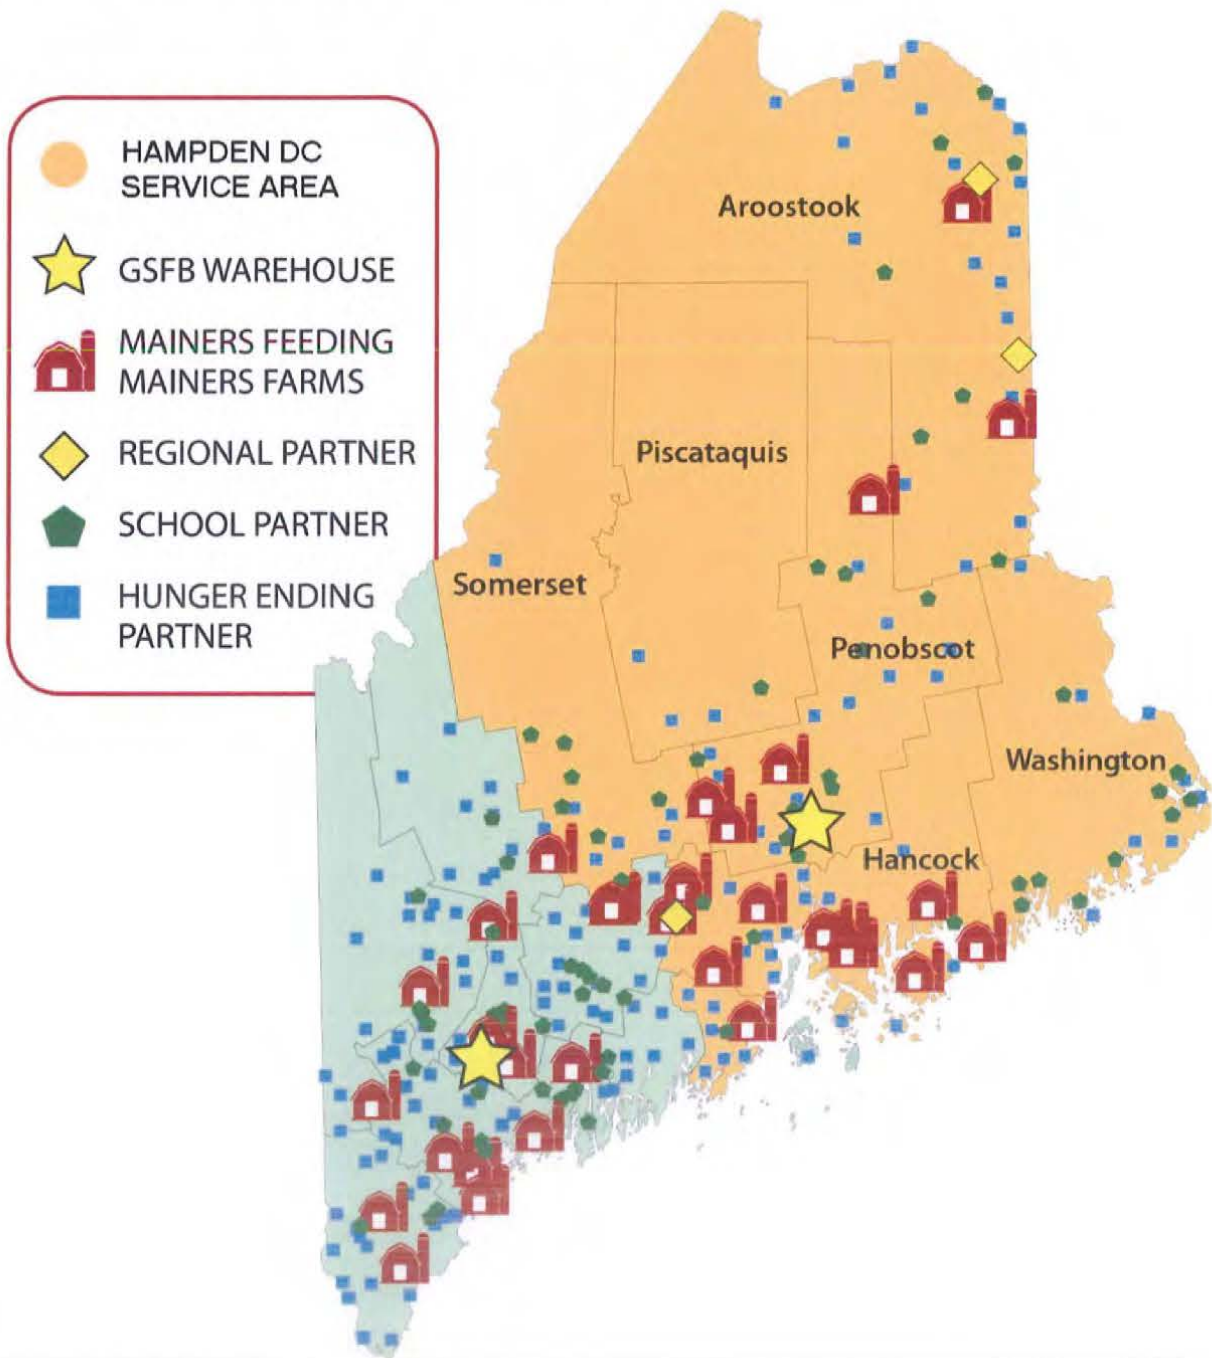 HAMPDEN DC
SERVICE AREA
GSFB WAREHOUSE
MAINERS FEEDING
MAINERS FARMS
REGIONAL PARTNER
SCHOOL PARTNER
HUNGER ENDING
PARTNER
Aroostook
Piscataquis
Somerset
Penobscot
Washington
Hancock